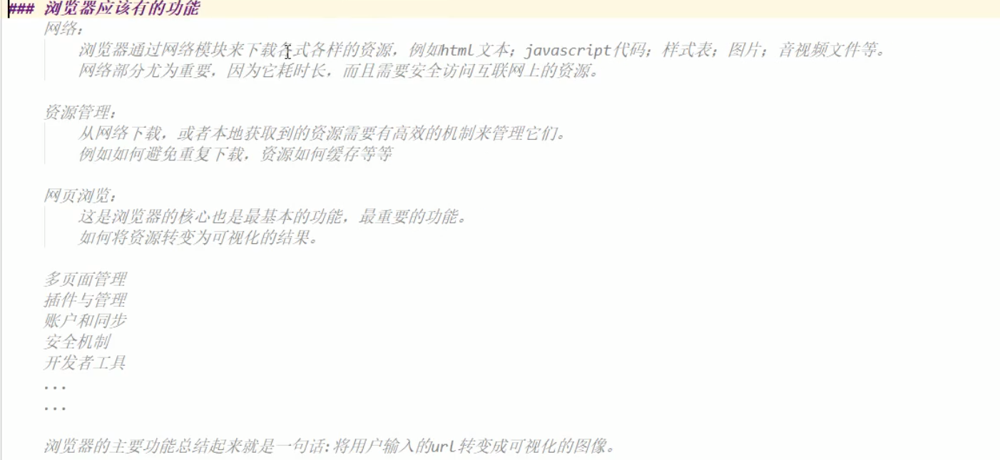 ### 浏览器应该有的功能
网络：
浏览器通过网络模块来下载各式各样的资源，例如html文本；javascript代码；样式表；图片；音视频文件等。
网络部分尤为重要，因为它耗时长，而且需要安全访问互联网上的资源。
资源管理：
从网络下载，或者本地获取到的资源需要有高效的机制来管理它们。
例如如何避免重复下载，资源如何缓存等等
网页浏览：
这是浏览器的核心也是最基本的功能，最重要的功能。
如何将资源转变为可视化的结果。
多页面管理
插件与管理
账户和同步
安全机制
开发者工具
...
...
浏览器的主要功能总结起来就是一句话:将用户输入的url转变成可视化的图像。